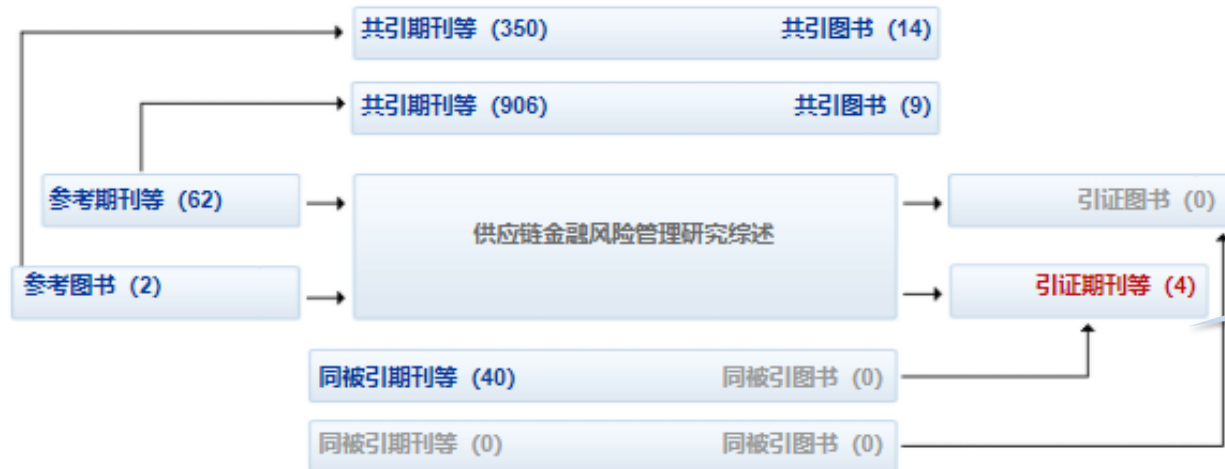 共引期刊等 (350) 共引图书 (14)
共引期刊等 (906) 共引图书 (9)
参考期刊等 (62)
引证图书 (0)
供应链金融风险管理研究综述
参考图书 (2)
引证期刊等 (4)
同被引期刊等 (40) 同被引图书 (0)
同被引期刊等 (0) 同被引图书 (0)